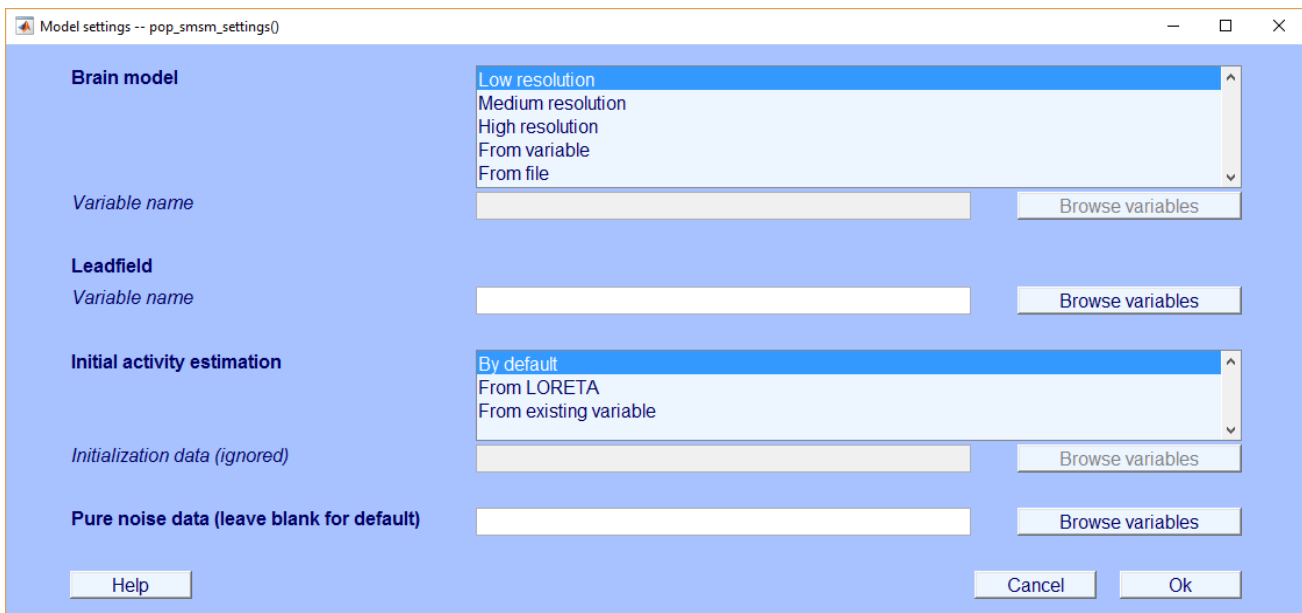 Model settings -- pop_smsm_settings()
Brain model
Low resolution
Medium resolution
High resolution
From variable
From file
Variable name
Browse variables
Leadfield
Variable name
Browse variables
Initial activity estimation
By default
From LORETA
From existing variable
Initialization data (ignored)
Browse variables
Pure noise data (leave blank for default)
Browse variables
Help
Cancel
Ok